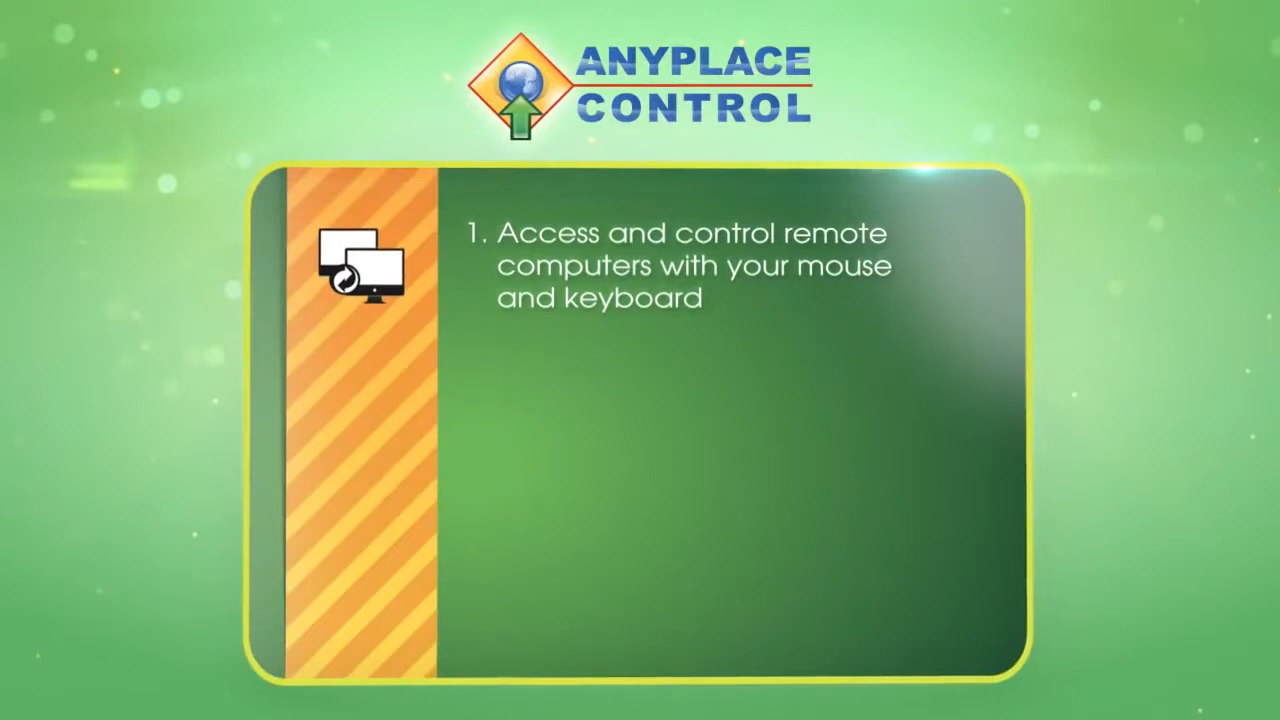 ANYPLACE
CONTROL
1. Access and control remote
computers with your mouse
and keyboard